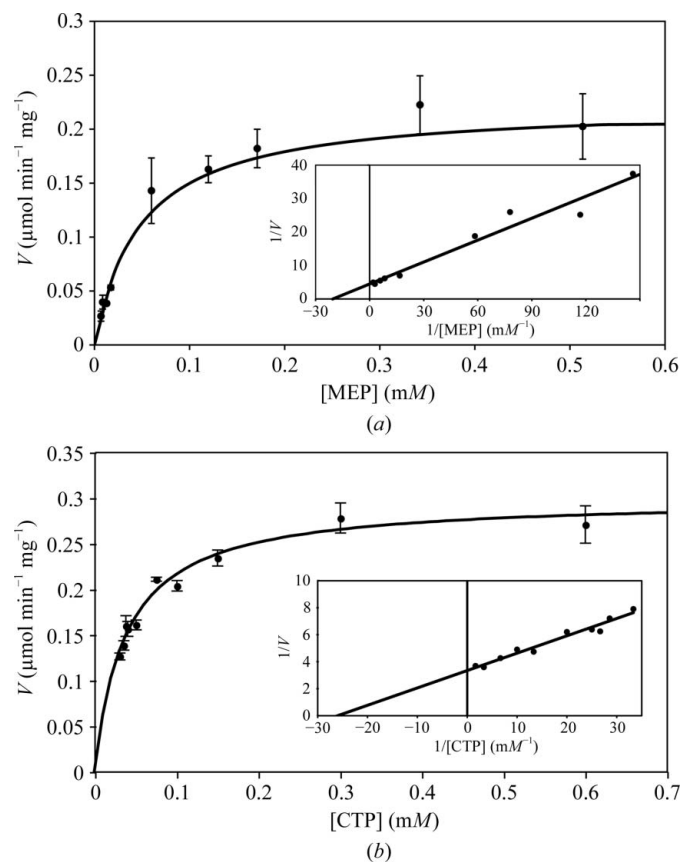 0.3
0.25
0.2
0.15
0.1
0.05
0
V (μmol min⁻¹ mg⁻¹)
40
30
20
10
0
1/V
−30 0 30 60 90 120
1/[MEP] (mM⁻¹)
0 0.1 0.2 0.3 0.4 0.5 0.6
[MEP] (mM)
(a)
0.35
0.3
0.25
0.2
0.15
0.1
0.05
0
V (μmol min⁻¹ mg⁻¹)
10
8
6
4
2
0
1/V
−30 −20 −10 0 10 20 30
1/[CTP] (mM⁻¹)
0 0.1 0.2 0.3 0.4 0.5 0.6 0.7
[CTP] (mM)
(b)